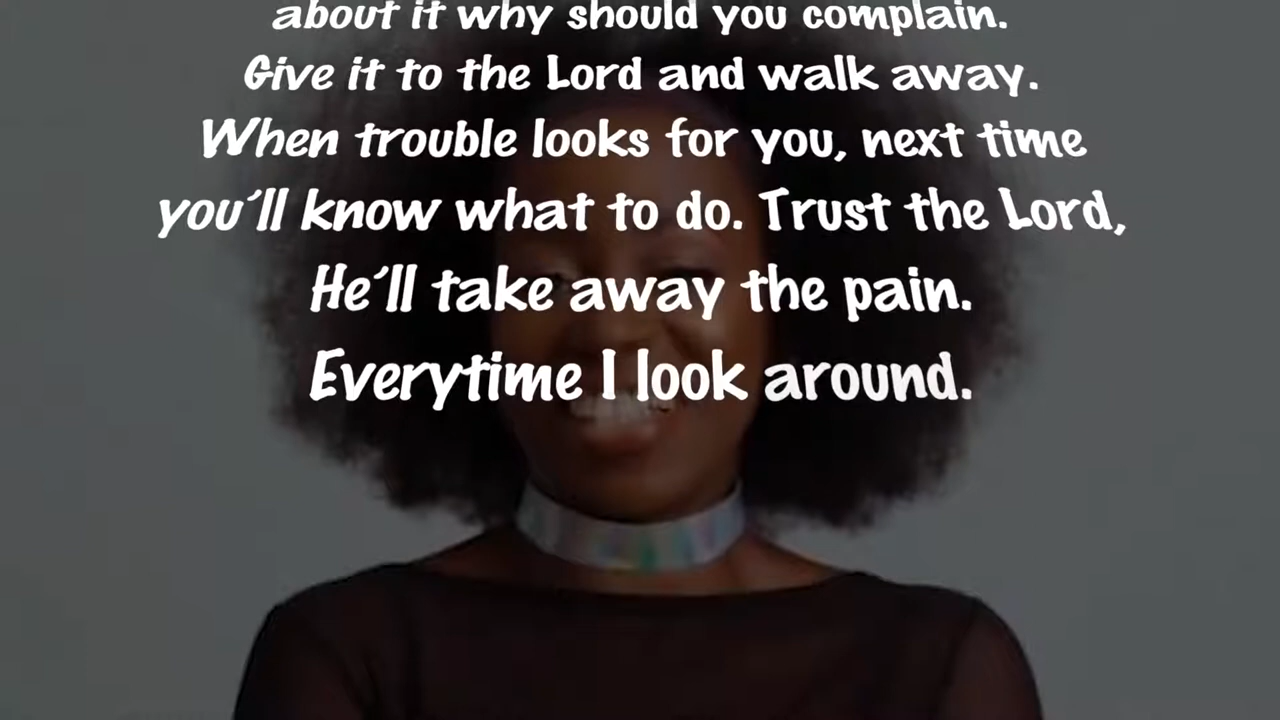 about it why should you complain.
Give it to the Lord and walk away.
When trouble looks for you, next time
you'll know what to do. Trust the Lord,
He'll take away the pain.
Everytime I look around.